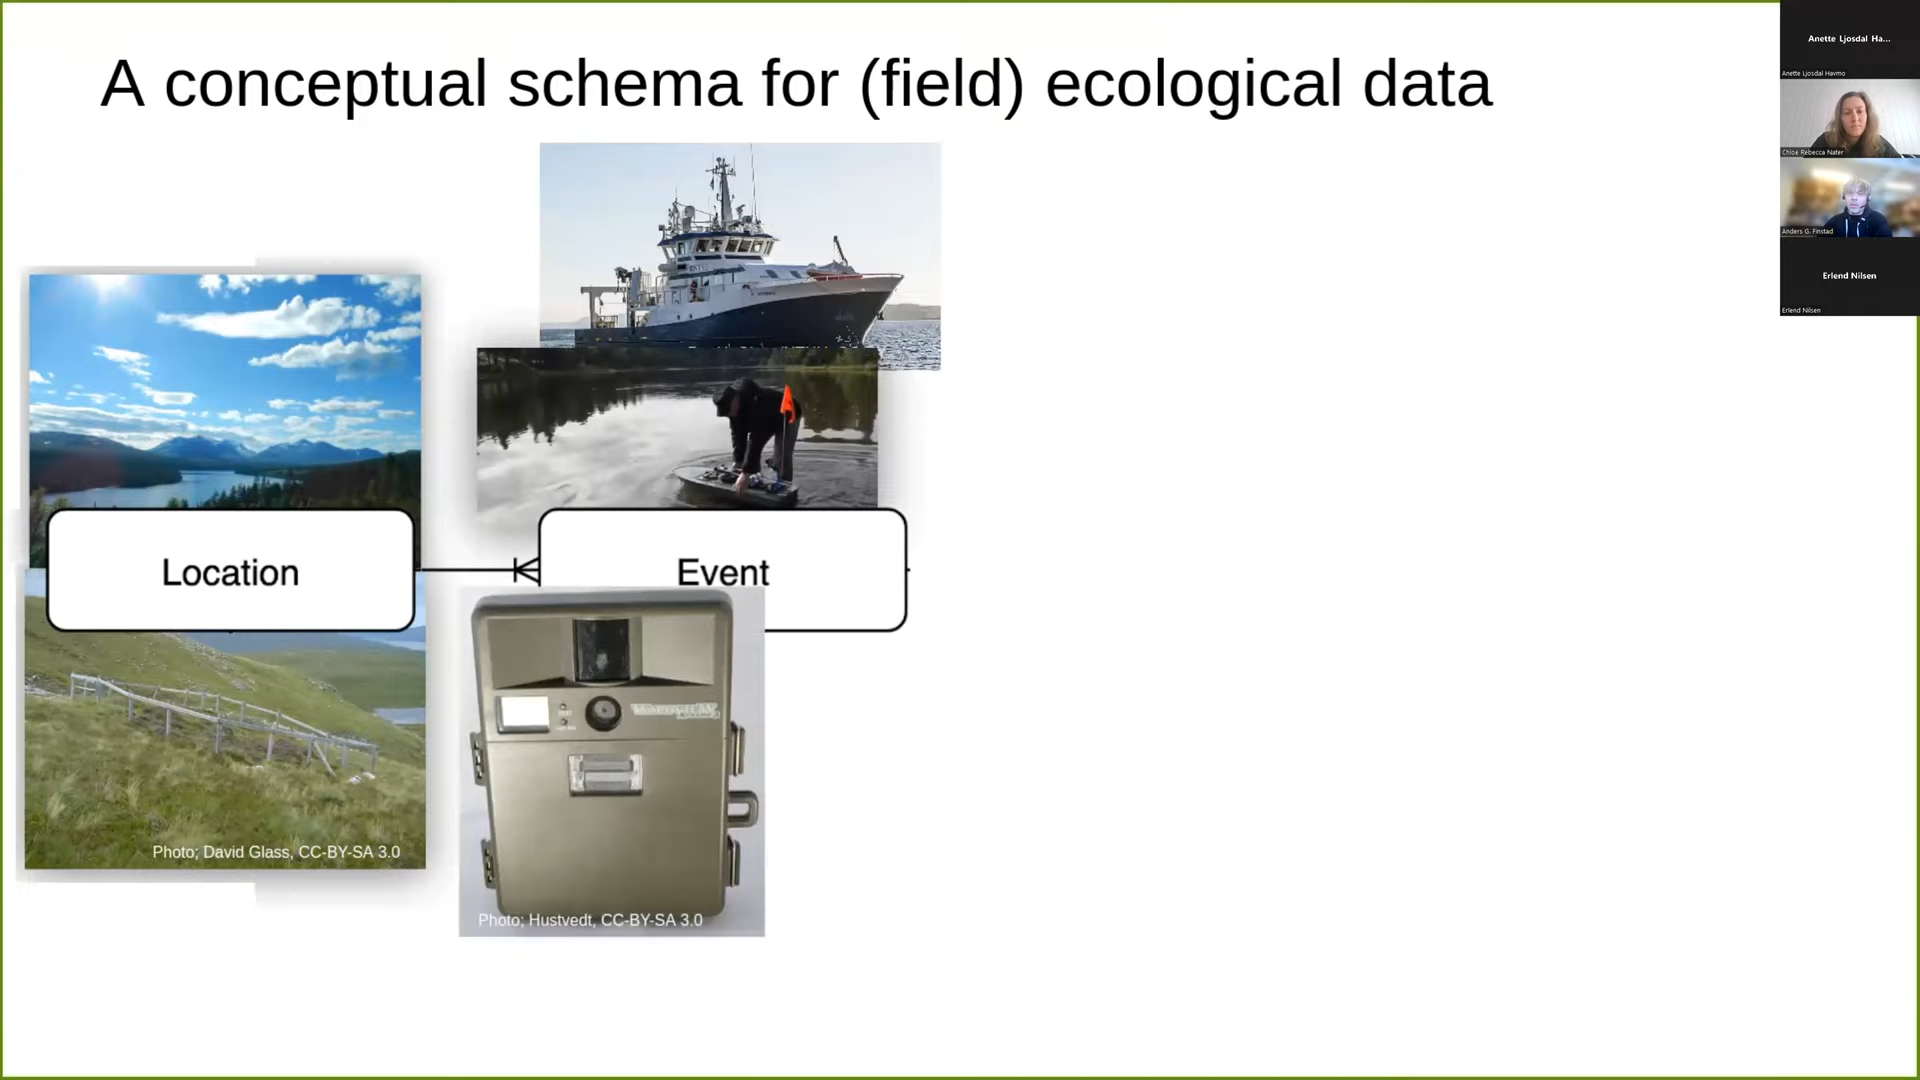 A conceptual schema for (field) ecological data
Anette Ljosdal Ha...
Anette Ljosdal Havmo
Chloe Rebecca Nater
Anders G. Finstad
Erlend Nilsen
Erlend Nilsen
Location
Event
Photo; David Glass, CC-BY-SA 3.0
Photo; Hustvedt, CC-BY-SA 3.0